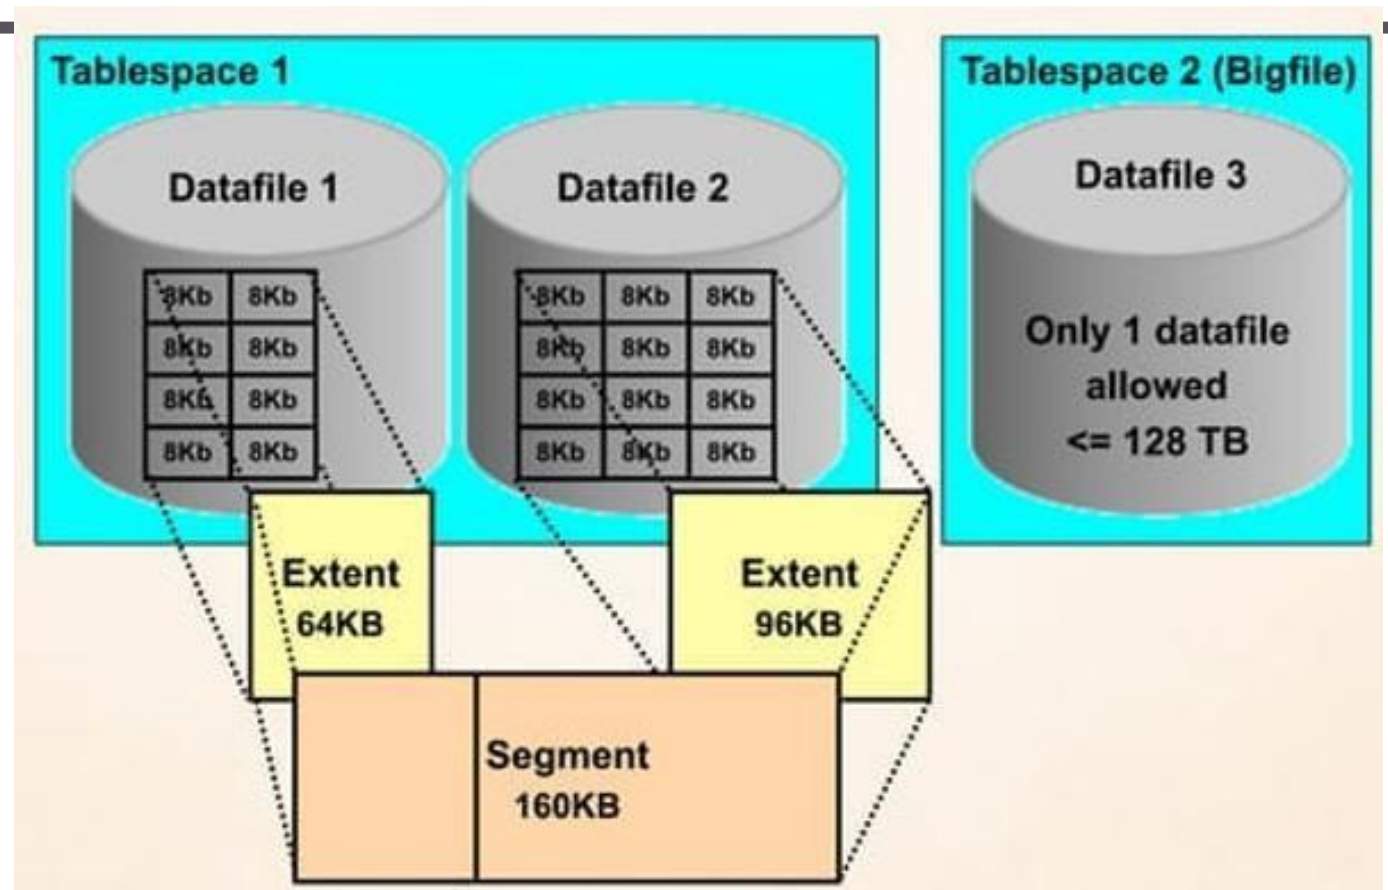 Tablespace 1
Datafile 1
8Kb 8Kb
8Kb 8Kb
8Kb 8Kb
8Kb 8Kb
Datafile 2
8Kb 8Kb 8Kb
8Kb 8Kb 8Kb
8Kb 8Kb 8Kb
8Kb 8Kb 8Kb
Extent
64KB
Extent
96KB
Segment
160KB
Tablespace 2 (Bigfile)
Datafile 3
Only 1 datafile
allowed
<= 128 TB